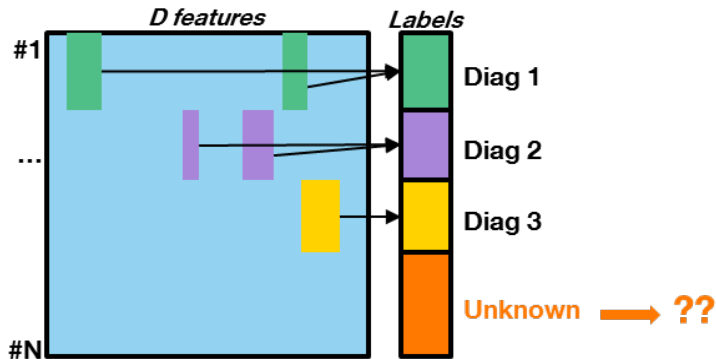 D features
Labels
#1
Diag 1
...
Diag 2
Diag 3
Unknown ??
#N